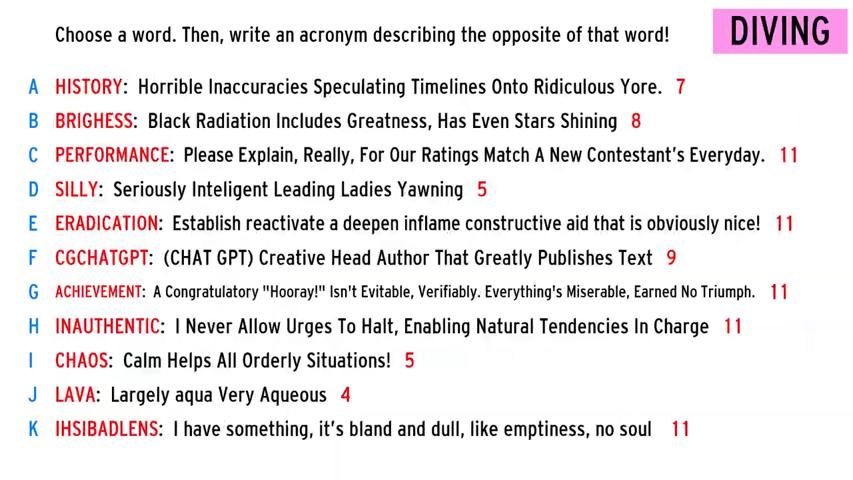 Choose a word. Then, write an acronym describing the opposite of that word!
DIVING
A HISTORY: Horrible Inaccuracies Speculating Timelines Onto Ridiculous Yore. 7
B BRIGHESS: Black Radiation Includes Greatness, Has Even Stars Shining 8
C PERFORMANCE: Please Explain, Really, For Our Ratings Match A New Contestant's Everyday. 11
D SILLY: Seriously Inteligent Leading Ladies Yawning 5
E ERADICATION: Establish reactivate a deepen inflame constructive aid that is obviously nice! 11
F CGCHATGPT: (CHAT GPT) Creative Head Author That Greatly Publishes Text 9
G ACHIEVEMENT: A Congratulatory "Hooray!" Isn't Evitable, Verifiably. Everything's Miserable, Earned No Triumph. 11
H INAUTHENTIC: I Never Allow Urges To Halt, Enabling Natural Tendencies In Charge 11
I CHAOS: Calm Helps All Orderly Situations! 5
J LAVA: Largely aqua Very Aqueous 4
K IHSIBADLENS: I have something, it's bland and dull, like emptiness, no soul 11